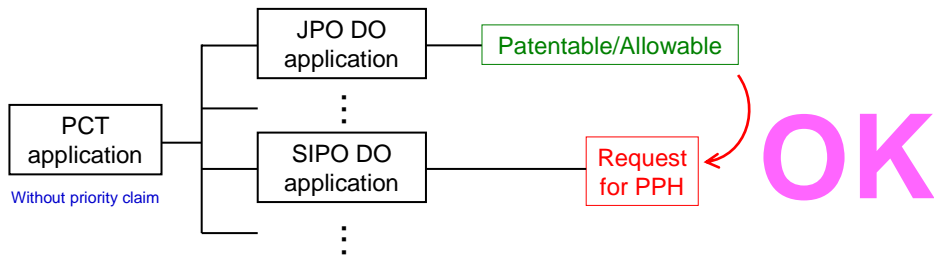 JPO DO
application
Patentable/Allowable
⋮
PCT
application
Without priority claim
SIPO DO
application
Request
for PPH
OK
⋮